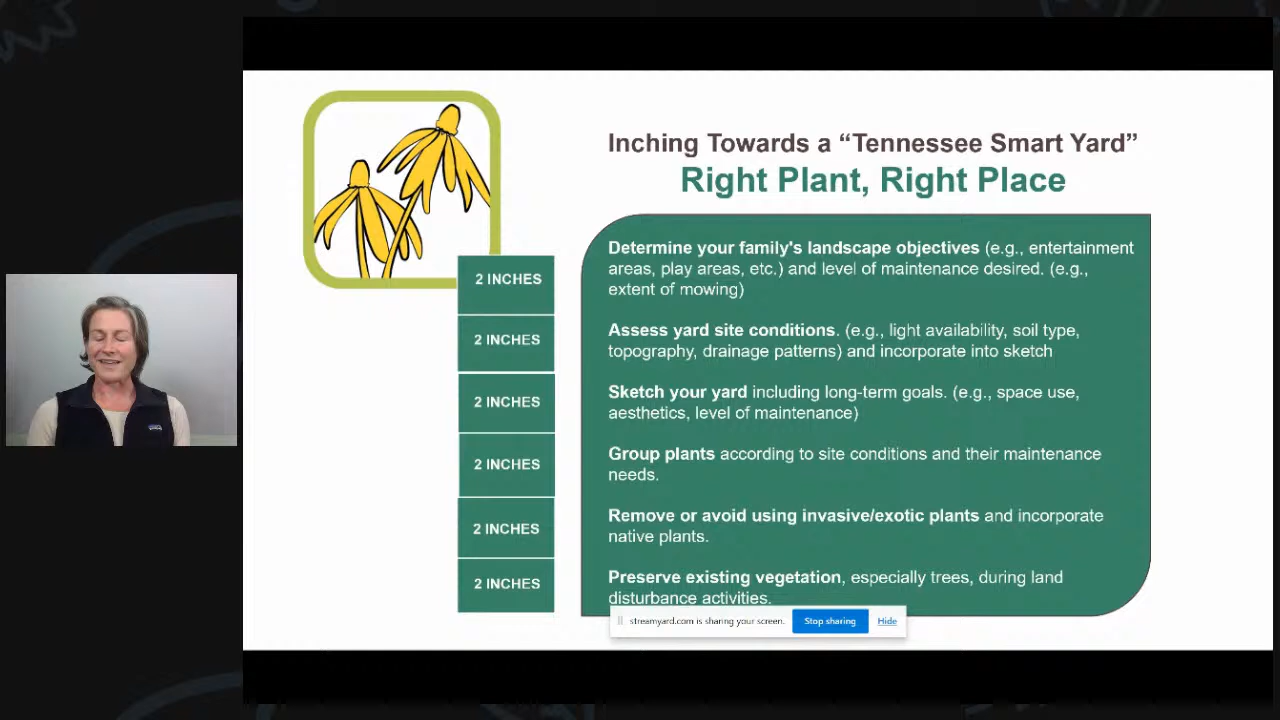 Inching Towards a “Tennessee Smart Yard”
Right Plant, Right Place
2 INCHES
Determine your family's landscape objectives (e.g., entertainment
areas, play areas, etc.) and level of maintenance desired. (e.g.,
extent of mowing)
2 INCHES
Assess yard site conditions. (e.g., light availability, soil type,
topography, drainage patterns) and incorporate into sketch
2 INCHES
Sketch your yard including long-term goals. (e.g., space use,
aesthetics, level of maintenance)
2 INCHES
Group plants according to site conditions and their maintenance
needs.
2 INCHES
Remove or avoid using invasive/exotic plants and incorporate
native plants.
2 INCHES
Preserve existing vegetation, especially trees, during land
disturbance activities.
streamyard.com is sharing your screen.
Stop sharing
Hide